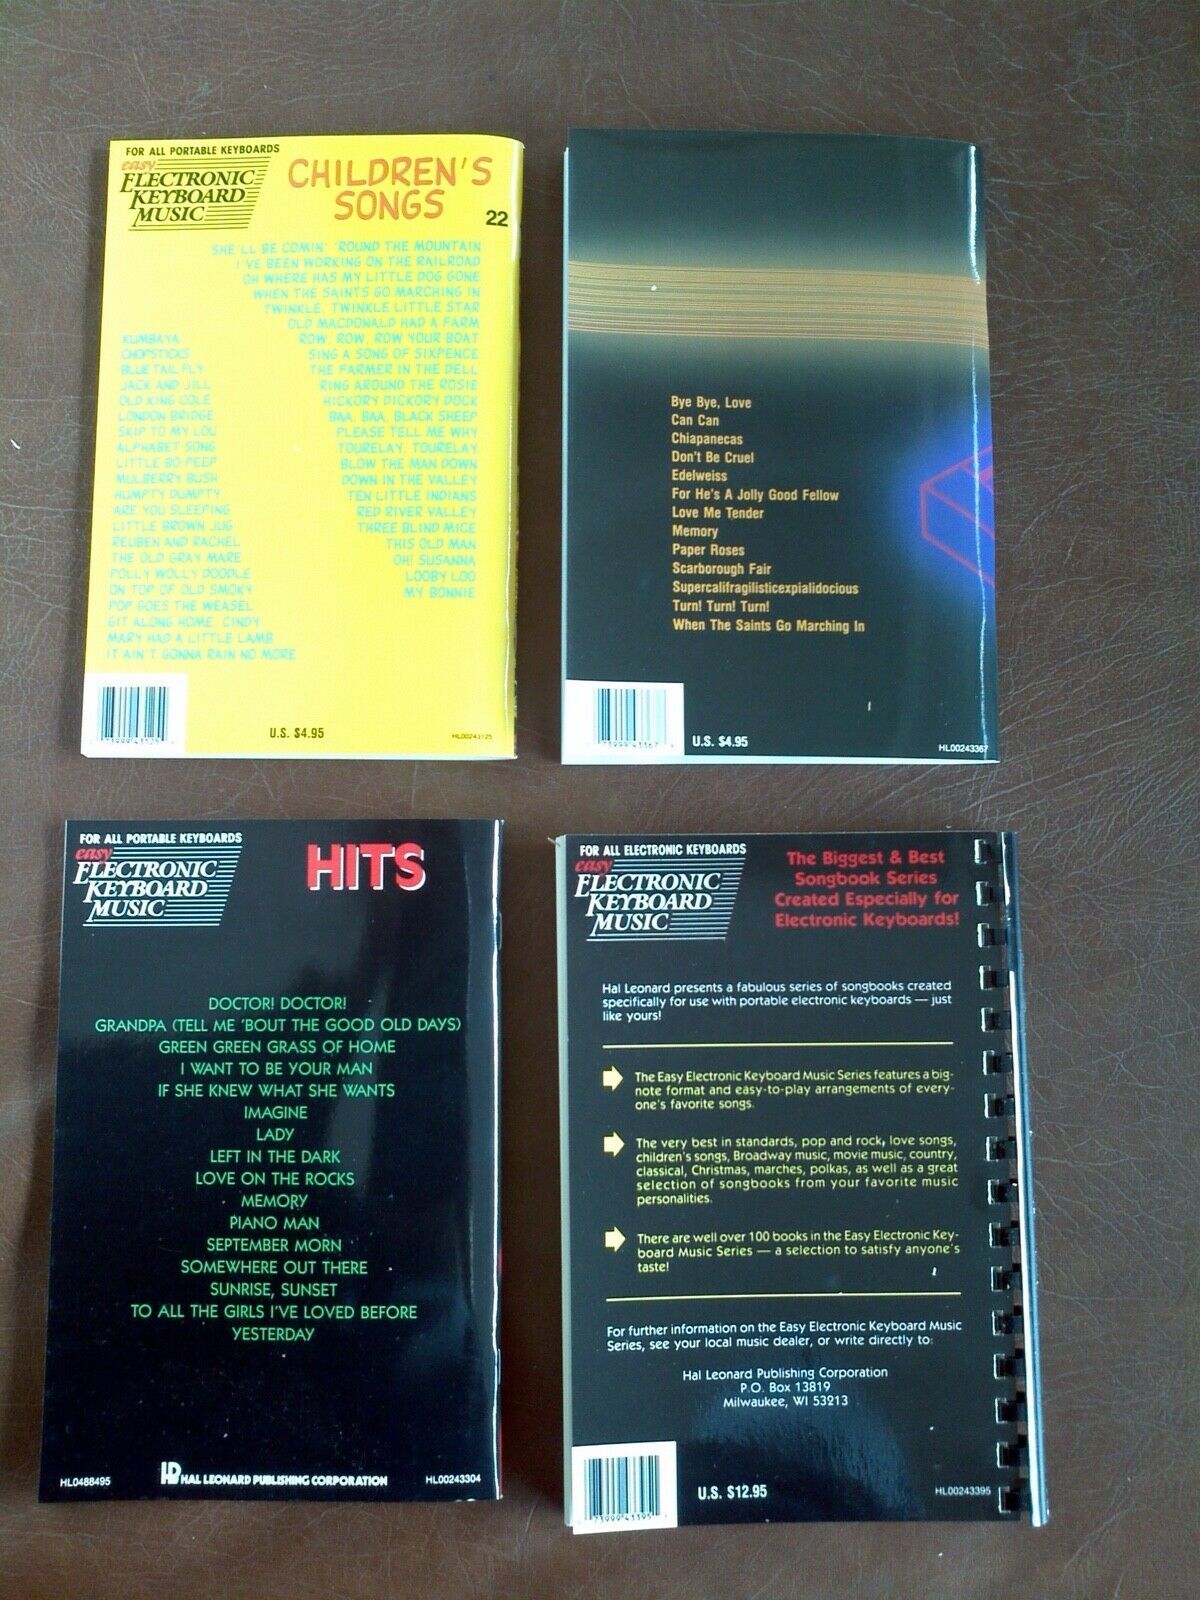 FOR ALL PORTABLE KEYBOARDS
easy
ELECTRONIC
KEYBOARD
MUSIC
CHILDREN'S
SONGS
22
SHE'LL BE COMIN' 'ROUND THE MOUNTAIN
I'VE BEEN WORKING ON THE RAILROAD
OH WHERE HAS MY LITTLE DOG GONE
WHEN THE SAINTS GO MARCHING IN
TWINKLE, TWINKLE LITTLE STAR
OLD MACDONALD HAD A FARM
ROW, ROW, ROW YOUR BOAT
SING A SONG OF SIXPENCE
THE FARMER IN THE DELL
RING AROUND THE ROSIE
HICKORY DICKORY DOCK
BAA, BAA, BLACK SHEEP
PLEASE TELL ME WHY
TOURELAY, TOURELAY
BLOW THE MAN DOWN
DOWN IN THE VALLEY
TEN LITTLE INDIANS
RED RIVER VALLEY
THREE BLIND MICE
THIS OLD MAN
OH! SUSANNA
LOOBY LOO
MY BONNIE
KUMBAYA
CHOPSTICKS
BLUE TAIL FLY
JACK AND JILL
OLD KING COLE
LONDON BRIDGE
SKIP TO MY LOU
ALPHABET SONG
LITTLE BO-PEEP
MULBERRY BUSH
HUMPTY DUMPTY
ARE YOU SLEEPING
LITTLE BROWN JUG
REUBEN AND RACHEL
THE OLD GRAY MARE
POLLY WOLLY DOODLE
ON TOP OF OLD SMOKY
POP GOES THE WEASEL
GIT ALONG HOME, CINDY
MARY HAD A LITTLE LAMB
IT AIN'T GONNA RAIN NO MORE
U.S. $4.95
HL00243125
Bye Bye, Love
Can Can
Chiapanecas
Don't Be Cruel
Edelweiss
For He's A Jolly Good Fellow
Love Me Tender
Memory
Paper Roses
Scarborough Fair
Supercalifragilisticexpialidocious
Turn! Turn! Turn!
When The Saints Go Marching In
73999 43367
U.S. $4.95
HL00243367
FOR ALL PORTABLE KEYBOARDS
easy
ELECTRONIC
KEYBOARD
MUSIC
HITS
DOCTOR! DOCTOR!
GRANDPA (TELL ME 'BOUT THE GOOD OLD DAYS)
GREEN GREEN GRASS OF HOME
I WANT TO BE YOUR MAN
IF SHE KNEW WHAT SHE WANTS
IMAGINE
LADY
LEFT IN THE DARK
LOVE ON THE ROCKS
MEMORY
PIANO MAN
SEPTEMBER MORN
SOMEWHERE OUT THERE
SUNRISE, SUNSET
TO ALL THE GIRLS I'VE LOVED BEFORE
YESTERDAY
HL0488495
HAL LEONARD PUBLISHING CORPORATION
HL00243304
FOR ALL ELECTRONIC KEYBOARDS
easy
ELECTRONIC
KEYBOARD
MUSIC
The Biggest & Best
Songbook Series
Created Especially for
Electronic Keyboards!
Hal Leonard presents a fabulous series of songbooks created
specifically for use with portable electronic keyboards — just
like yours!
The Easy Electronic Keyboard Music Series features a big-
note format and easy-to-play arrangements of every-
one's favorite songs.
The very best in standards, pop and rock, love songs,
children's songs, Broadway music, movie music, country,
classical, Christmas, marches, polkas, as well as a great
selection of songbooks from your favorite music
personalities.
There are well over 100 books in the Easy Electronic Key-
board Music Series — a selection to satisfy anyone's
taste!
For further information on the Easy Electronic Keyboard Music
Series, see your local music dealer, or write directly to:
Hal Leonard Publishing Corporation
P.O. Box 13819
Milwaukee, WI 53213
73999 43395
U.S. $12.95
HL00243395